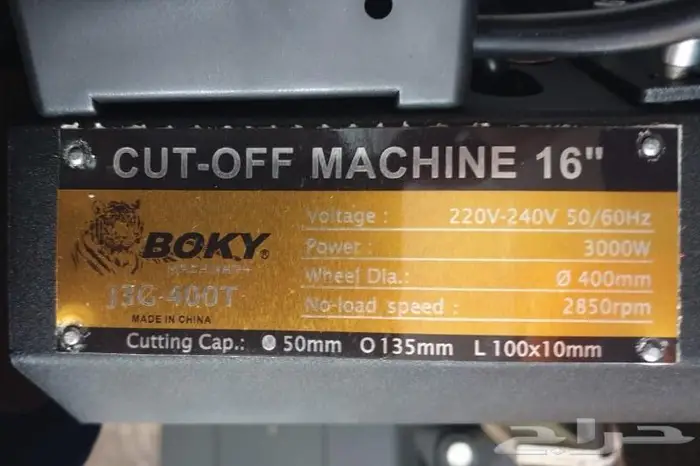 CUT-OFF MACHINE 16"
BOKY®
MACHINERY
J3G-400T
MADE IN CHINA
Voltage : 220V-240V 50/60Hz
Power : 3000W
Wheel Dia.: Ø 400mm
No-load speed : 2850rpm
Cutting Cap.: ● 50mm O 135mm L 100x10mm
حراج